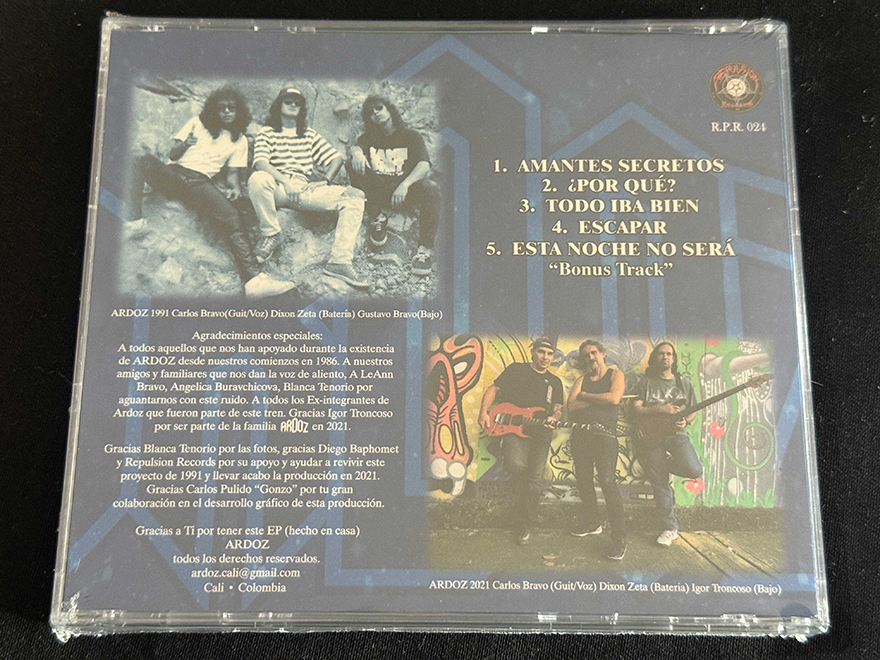 R.P.R. 024
1. AMANTES SECRETOS
2. ¿POR QUÉ?
3. TODO IBA BIEN
4. ESCAPAR
5. ESTA NOCHE NO SERÁ
“Bonus Track”
ARDOZ 1991 Carlos Bravo(Guit/Voz) Dixon Zeta (Batería) Gustavo Bravo(Bajo)
Agradecimientos especiales:
A todos aquellos que nos han apoyado durante la existencia
de ARDOZ desde nuestros comienzos en 1986. A nuestros
amigos y familiares que nos dan la voz de aliento, A LeAnn
Bravo, Angelica Buravchicova, Blanca Tenorio por
aguantarnos con este ruido. A todos los Ex-integrantes de
Ardoz que fueron parte de este tren. Gracias Igor Troncoso
por ser parte de la familia ARDOZ en 2021.
Gracias Blanca Tenorio por las fotos, gracias Diego Baphomet
y Repulsion Records por su apoyo y ayudar a revivir este
proyecto de 1991 y llevar acabo la producción en 2021.
Gracias Carlos Pulido “Gonzo” por tu gran
colaboración en el desarrollo gráfico de esta producción.
Gracias a Ti por tener este EP (hecho en casa)
ARDOZ
todos los derechos reservados.
ardoz.cali@gmail.com
Cali • Colombia
ARDOZ 2021 Carlos Bravo (Guit/Voz) Dixon Zeta (Bateria) Igor Troncoso (Bajo)